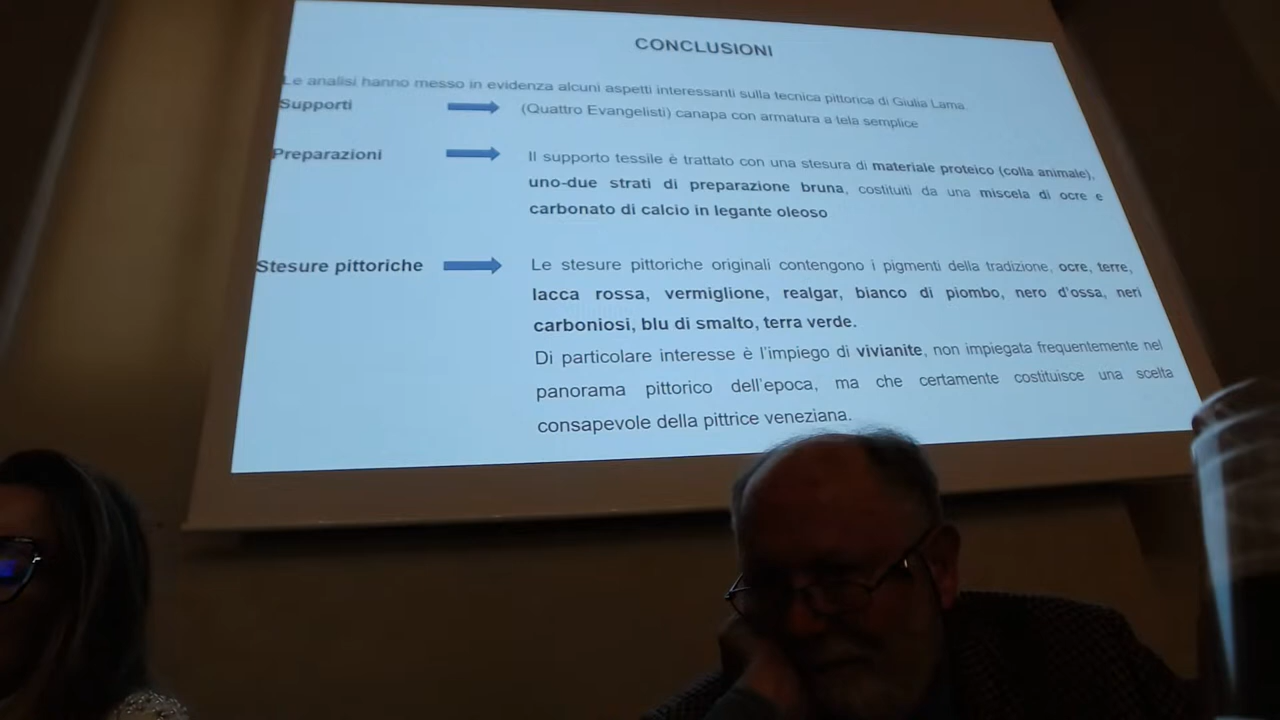 CONCLUSIONI
Le analisi hanno messo in evidenza alcuni aspetti interessanti sulla tecnica pittorica di Giulia Lama.
Supporti (Quattro Evangelisti) canapa con armatura a tela semplice
Preparazioni Il supporto tessile è trattato con una stesura di materiale proteico (colla animale),
uno-due strati di preparazione bruna, costituiti da una miscela di ocre e
carbonato di calcio in legante oleoso
Stesure pittoriche Le stesure pittoriche originali contengono i pigmenti della tradizione, ocre, terre,
lacca rossa, vermiglione, realgar, bianco di piombo, nero d'ossa, neri
carboniosi, blu di smalto, terra verde.
Di particolare interesse è l'impiego di vivianite, non impiegata frequentemente nel
panorama pittorico dell'epoca, ma che certamente costituisce una scelta
consapevole della pittrice veneziana.